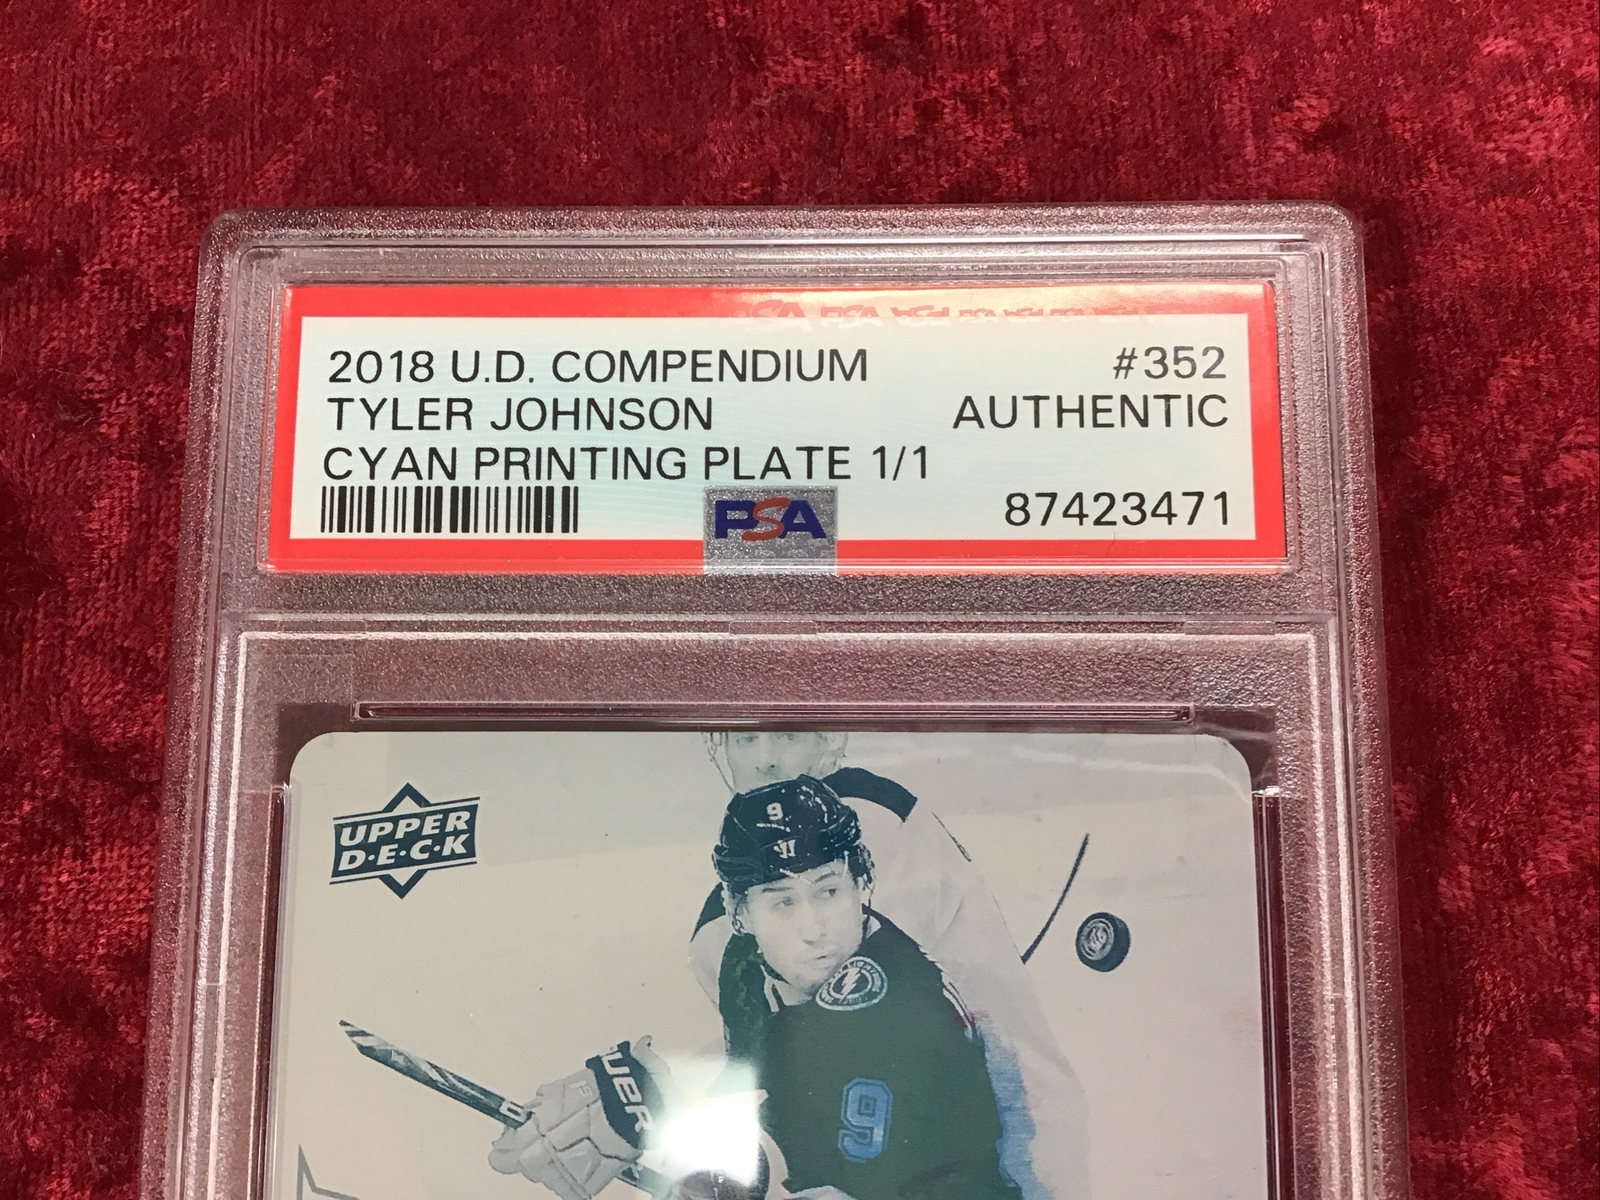 2018 U.D. COMPENDIUM #352
TYLER JOHNSON AUTHENTIC
CYAN PRINTING PLATE 1/1
PSA 87423471
UPPER
D·E·C·K
9
9